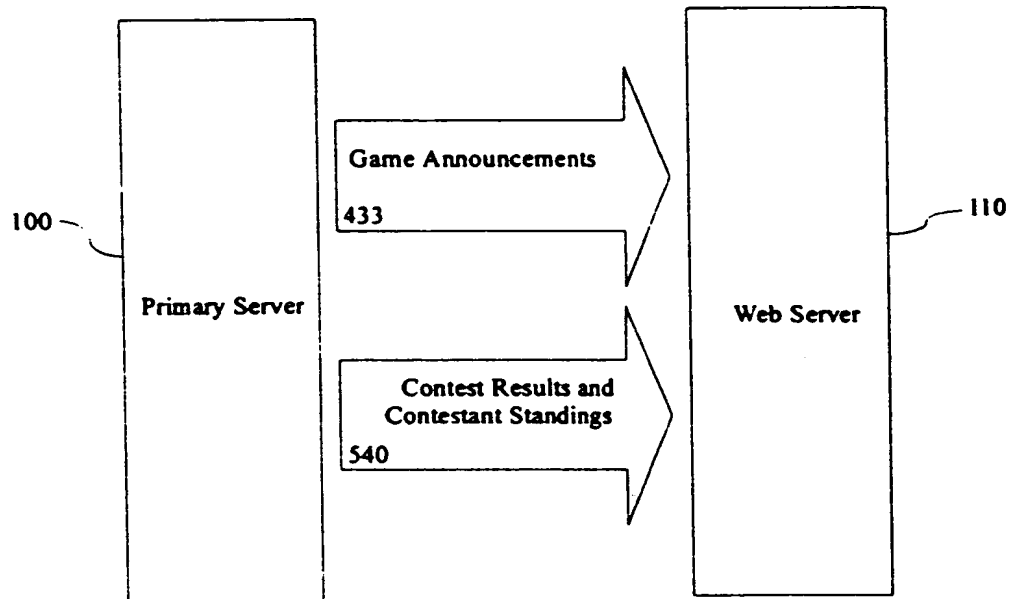 Game Announcements
433
100
110
Primary Server
Web Server
Contest Results and
Contestant Standings
540